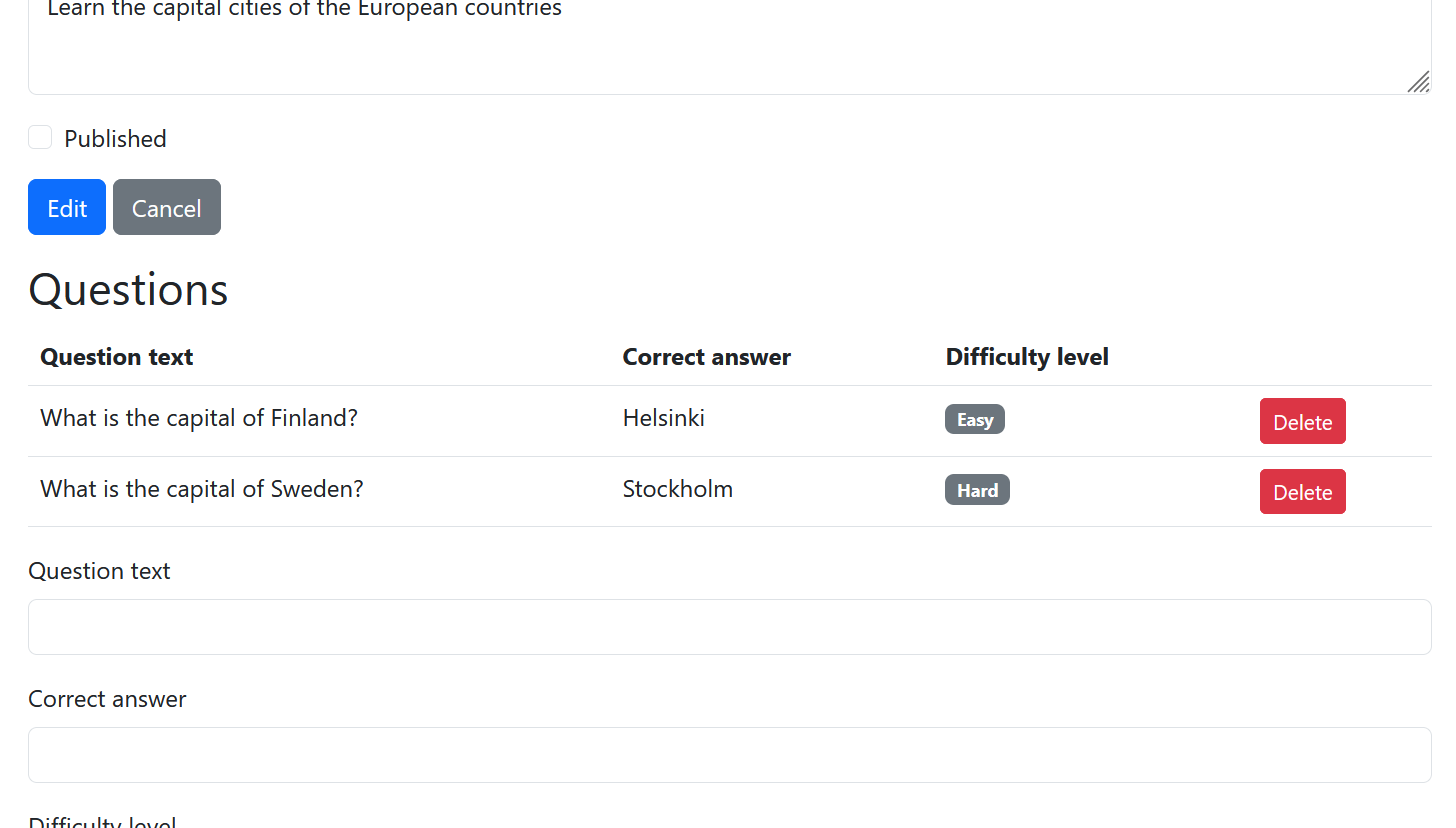 Learn the capital cities of the European countries
Published
Edit Cancel
Questions
Question text Correct answer Difficulty level
What is the capital of Finland? Helsinki Easy Delete
What is the capital of Sweden? Stockholm Hard Delete
Question text
Correct answer
Difficulty level